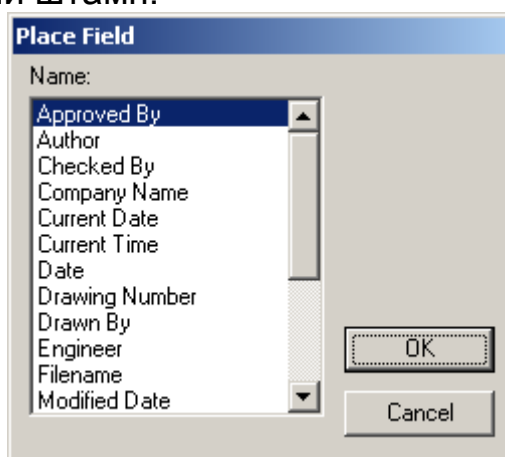 штамп.
Place Field
Name:
Approved By
Author
Checked By
Company Name
Current Date
Current Time
Date
Drawing Number
Drawn By
Engineer
Filename
Modified Date
OK
Cancel